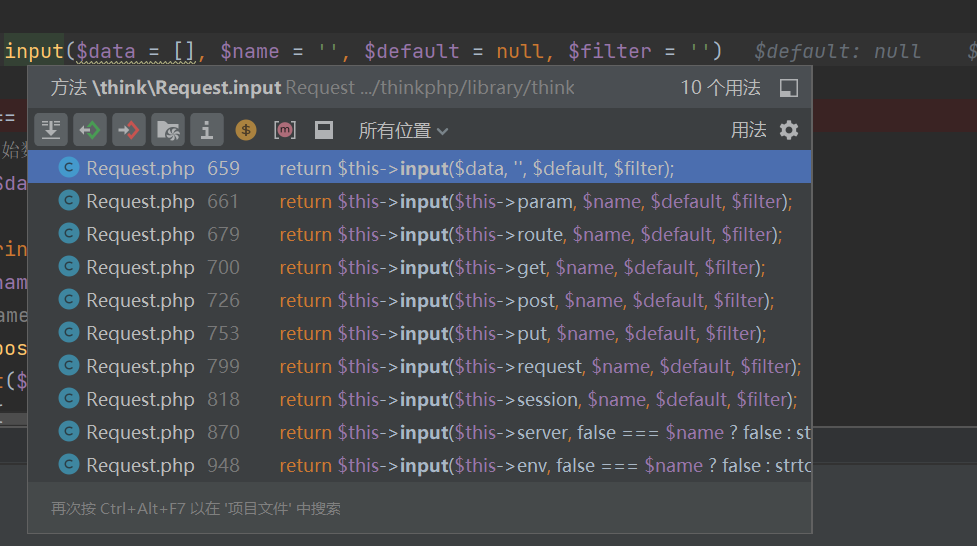 input($data = [], $name = '', $default = null, $filter = '') $default: null
方法 \think\Request.input Request .../thinkphp/library/think 10 个用法
==
所有位置 用法
Request.php 659 return $this->input($data, '', $default, $filter);
Request.php 661 return $this->input($this->param, $name, $default, $filter);
Request.php 679 return $this->input($this->route, $name, $default, $filter);
Request.php 700 return $this->input($this->get, $name, $default, $filter);
Request.php 726 return $this->input($this->post, $name, $default, $filter);
Request.php 753 return $this->input($this->put, $name, $default, $filter);
Request.php 799 return $this->input($this->request, $name, $default, $filter);
Request.php 818 return $this->input($this->session, $name, $default, $filter);
Request.php 870 return $this->input($this->server, false === $name ? false : st
Request.php 948 return $this->input($this->env, false === $name ? false : strto
再次按 Ctrl+Alt+F7 以在 '项目文件' 中搜索